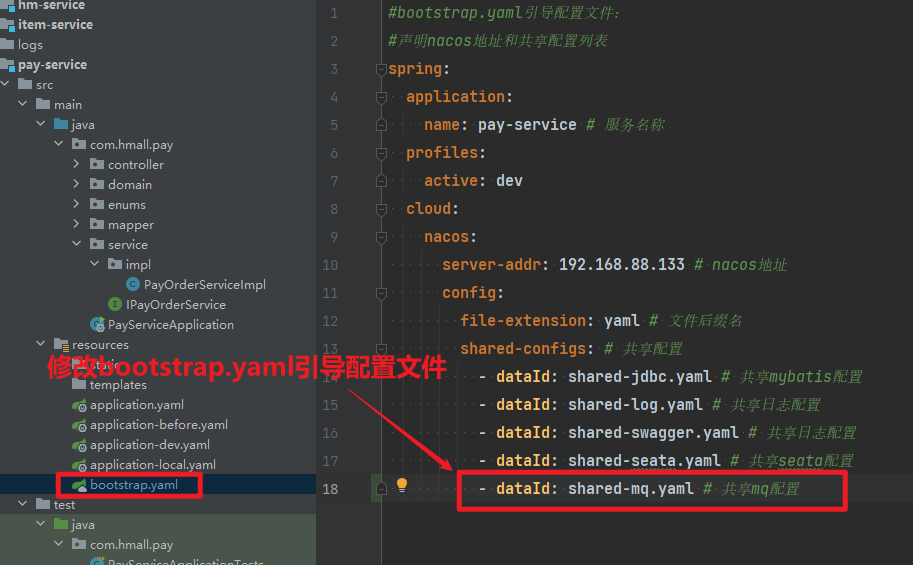 hm-service
item-service
logs
pay-service
src
main
java
com.hmall.pay
controller
domain
enums
mapper
service
impl
PayOrderServiceImpl
IPayOrderService
PayServiceApplication
resources
修改bootstrap.yaml引导配置文件
templates
application.yaml
application-before.yaml
application-dev.yaml
application-local.yaml
bootstrap.yaml
test
java
com.hmall.pay
PayServiceApplicationTests
1 #bootstrap.yaml引导配置文件:
2 #声明nacos地址和共享配置列表
3 spring:
4 application:
5 name: pay-service # 服务名称
6 profiles:
7 active: dev
8 cloud:
9 nacos:
10 server-addr: 192.168.88.133 # nacos地址
11 config:
12 file-extension: yaml # 文件后缀名
13 shared-configs: # 共享配置
14 - dataId: shared-jdbc.yaml # 共享mybatis配置
15 - dataId: shared-log.yaml # 共享日志配置
16 - dataId: shared-swagger.yaml # 共享日志配置
17 - dataId: shared-seata.yaml # 共享seata配置
18 - dataId: shared-mq.yaml # 共享mq配置